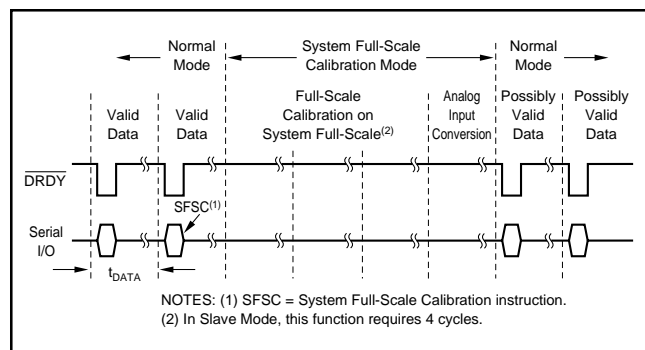 Normal Mode
System Full-Scale Calibration Mode
Normal Mode
Valid Data
Valid Data
Full-Scale Calibration on System Full-Scale(2)
Analog Input Conversion
Possibly Valid Data
Possibly Valid Data
DRDY
SFSC(1)
Serial I/O
tDATA
NOTES: (1) SFSC = System Full-Scale Calibration instruction.
(2) In Slave Mode, this function requires 4 cycles.